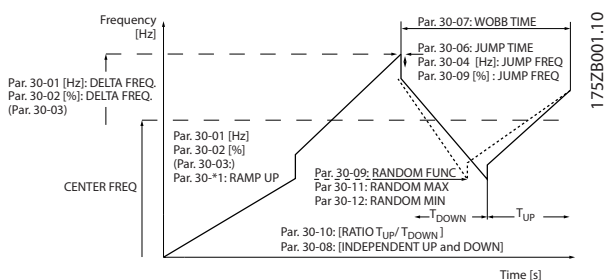 Frequency
[Hz]
Par. 30-07: WOBB TIME
Par. 30-06: JUMP TIME
Par. 30-04 [Hz]: JUMP FREQ
Par. 30-09 [%] : JUMP FREQ
175ZB001.10
Par. 30-01 [Hz]: DELTA FREQ.
Par. 30-02 [%]: DELTA FREQ.
(Par. 30-03)
Par. 30-01 [Hz]
Par. 30-02 [%]
(Par. 30-03:)
Par. 30-*1: RAMP UP
CENTER FREQ
Par. 30-09: RANDOM FUNC
Par 30-11: RANDOM MAX
Par 30-12: RANDOM MIN
TDOWN
TUP
Par. 30-10: [RATIO TUP/ TDOWN ]
Par. 30-08: [INDEPENDENT UP and DOWN]
Time [s]